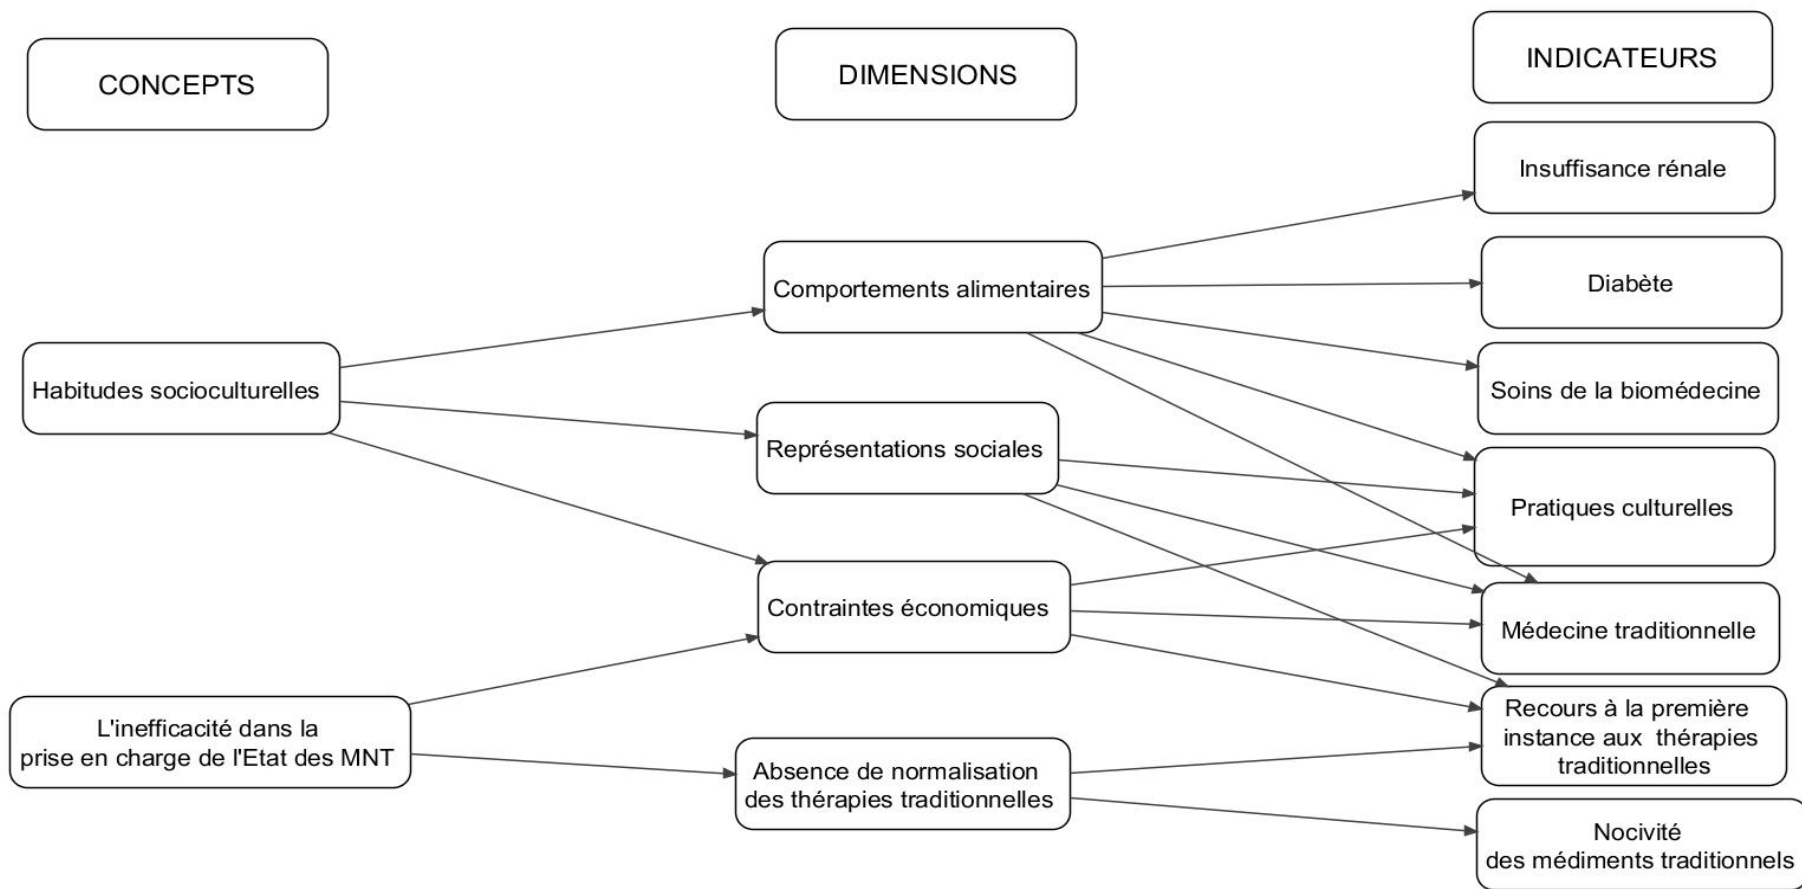 CONCEPTS
DIMENSIONS
INDICATEURS
Habitudes socioculturelles
L'inefficacité dans la
prise en charge de l'Etat des MNT
Comportements alimentaires
Représentations sociales
Contraintes économiques
Absence de normalisation
des thérapies traditionnelles
Insuffisance rénale
Diabète
Soins de la biomédecine
Pratiques culturelles
Médecine traditionnelle
Recours à la première
instance aux thérapies
traditionnelles
Nocivité
des médiments traditionnels